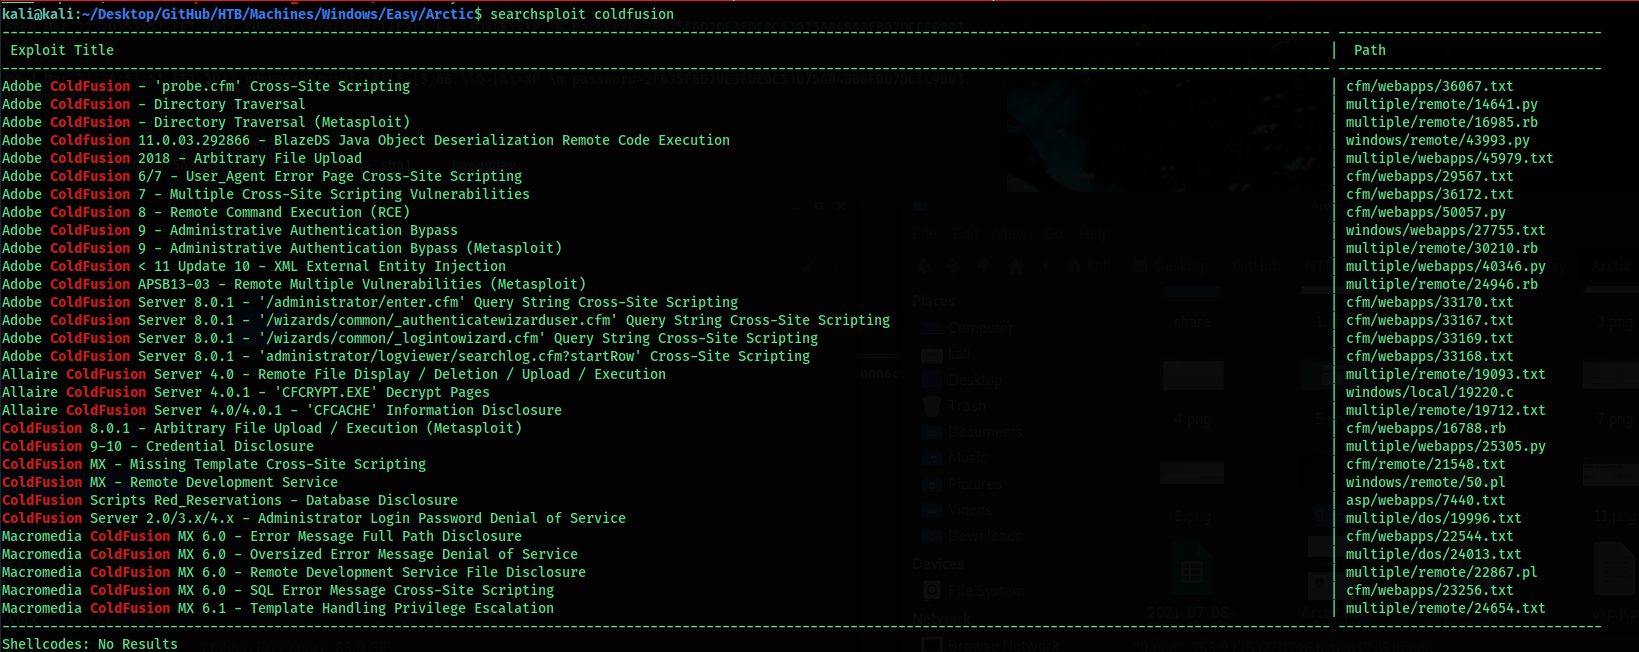 kali@kali:~/Desktop/GitHub/HTB/Machines/Windows/Easy/Arctic$ searchsploit coldfusion
Exploit Title | Path
Adobe ColdFusion - 'probe.cfm' Cross-Site Scripting | cfm/webapps/36067.txt
Adobe ColdFusion - Directory Traversal | multiple/remote/14641.py
Adobe ColdFusion - Directory Traversal (Metasploit) | multiple/remote/16985.rb
Adobe ColdFusion 11.0.03.292866 - BlazeDS Java Object Deserialization Remote Code Execution | windows/remote/43993.py
Adobe ColdFusion 2018 - Arbitrary File Upload | multiple/webapps/45979.txt
Adobe ColdFusion 6/7 - User_Agent Error Page Cross-Site Scripting | cfm/webapps/29567.txt
Adobe ColdFusion 7 - Multiple Cross-Site Scripting Vulnerabilities | cfm/webapps/36172.txt
Adobe ColdFusion 8 - Remote Command Execution (RCE) | cfm/webapps/50057.py
Adobe ColdFusion 9 - Administrative Authentication Bypass | windows/webapps/27755.txt
Adobe ColdFusion 9 - Administrative Authentication Bypass (Metasploit) | multiple/remote/30210.rb
Adobe ColdFusion < 11 Update 10 - XML External Entity Injection | multiple/webapps/40346.py
Adobe ColdFusion APSB13-03 - Remote Multiple Vulnerabilities (Metasploit) | multiple/remote/24946.rb
Adobe ColdFusion Server 8.0.1 - '/administrator/enter.cfm' Query String Cross-Site Scripting | cfm/webapps/33170.txt
Adobe ColdFusion Server 8.0.1 - '/wizards/common/_authenticatewizarduser.cfm' Query String Cross-Site Scripting | cfm/webapps/33167.txt
Adobe ColdFusion Server 8.0.1 - '/wizards/common/_logintowizard.cfm' Query String Cross-Site Scripting | cfm/webapps/33169.txt
Adobe ColdFusion Server 8.0.1 - 'administrator/logviewer/searchlog.cfm?startRow' Cross-Site Scripting | cfm/webapps/33168.txt
Allaire ColdFusion Server 4.0 - Remote File Display / Deletion / Upload / Execution | multiple/remote/19093.txt
Allaire ColdFusion Server 4.0.1 - 'CFCRYPT.EXE' Decrypt Pages | windows/local/19220.c
Allaire ColdFusion Server 4.0/4.0.1 - 'CFCACHE' Information Disclosure | multiple/remote/19712.txt
ColdFusion 8.0.1 - Arbitrary File Upload / Execution (Metasploit) | cfm/webapps/16788.rb
ColdFusion 9-10 - Credential Disclosure | multiple/webapps/25305.py
ColdFusion MX - Missing Template Cross-Site Scripting | cfm/remote/21548.txt
ColdFusion MX - Remote Development Service | windows/remote/50.pl
ColdFusion Scripts Red_Reservations - Database Disclosure | asp/webapps/7440.txt
ColdFusion Server 2.0/3.x/4.x - Administrator Login Password Denial of Service | multiple/dos/19996.txt
Macromedia ColdFusion MX 6.0 - Error Message Full Path Disclosure | cfm/webapps/22544.txt
Macromedia ColdFusion MX 6.0 - Oversized Error Message Denial of Service | multiple/dos/24013.txt
Macromedia ColdFusion MX 6.0 - Remote Development Service File Disclosure | multiple/remote/22867.pl
Macromedia ColdFusion MX 6.0 - SQL Error Message Cross-Site Scripting | cfm/webapps/23256.txt
Macromedia ColdFusion MX 6.1 - Template Handling Privilege Escalation | multiple/remote/24654.txt
Shellcodes: No Results